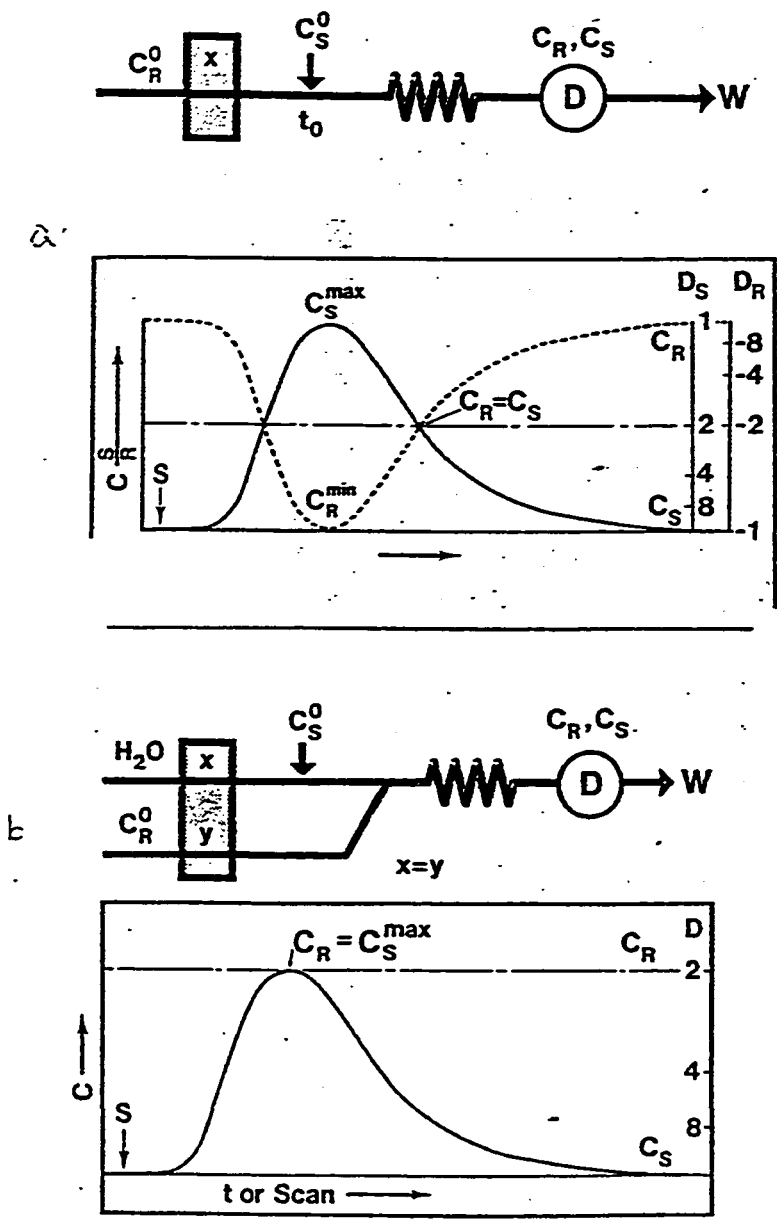 C_S^0
C_R, C_S
C_R^0 x
D W
t_0
a
D_S D_R
C_S^max
1
C_R -8
-4
C_R=C_S
2 -2
C S/R
S
C_R^min
4
C_S 8
-1
C_S^0
C_R, C_S
H_2O x
D W
b
C_R^0 y
x=y
D
C_R = C_S^max C_R
2
C
4
S
8
C_S
t or Scan